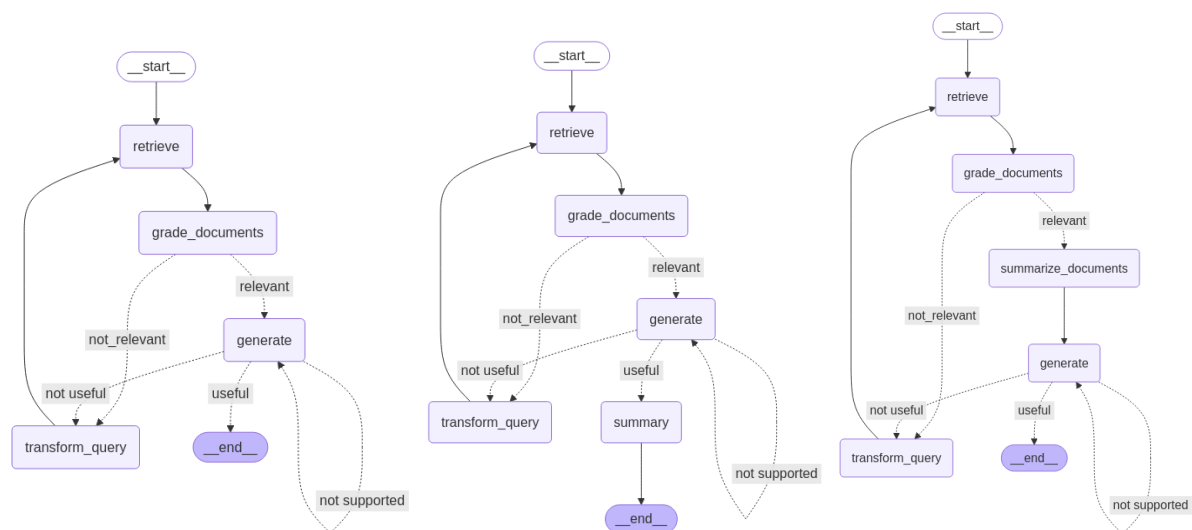 __start__
retrieve
grade_documents
relevant
not_relevant
generate
not useful
useful
transform_query
__end__
not supported
__start__
retrieve
grade_documents
relevant
not_relevant
generate
not useful
useful
transform_query
summary
not supported
__end__
__start__
retrieve
grade_documents
relevant
summarize_documents
not_relevant
generate
not useful
useful
transform_query
__end__
not supported